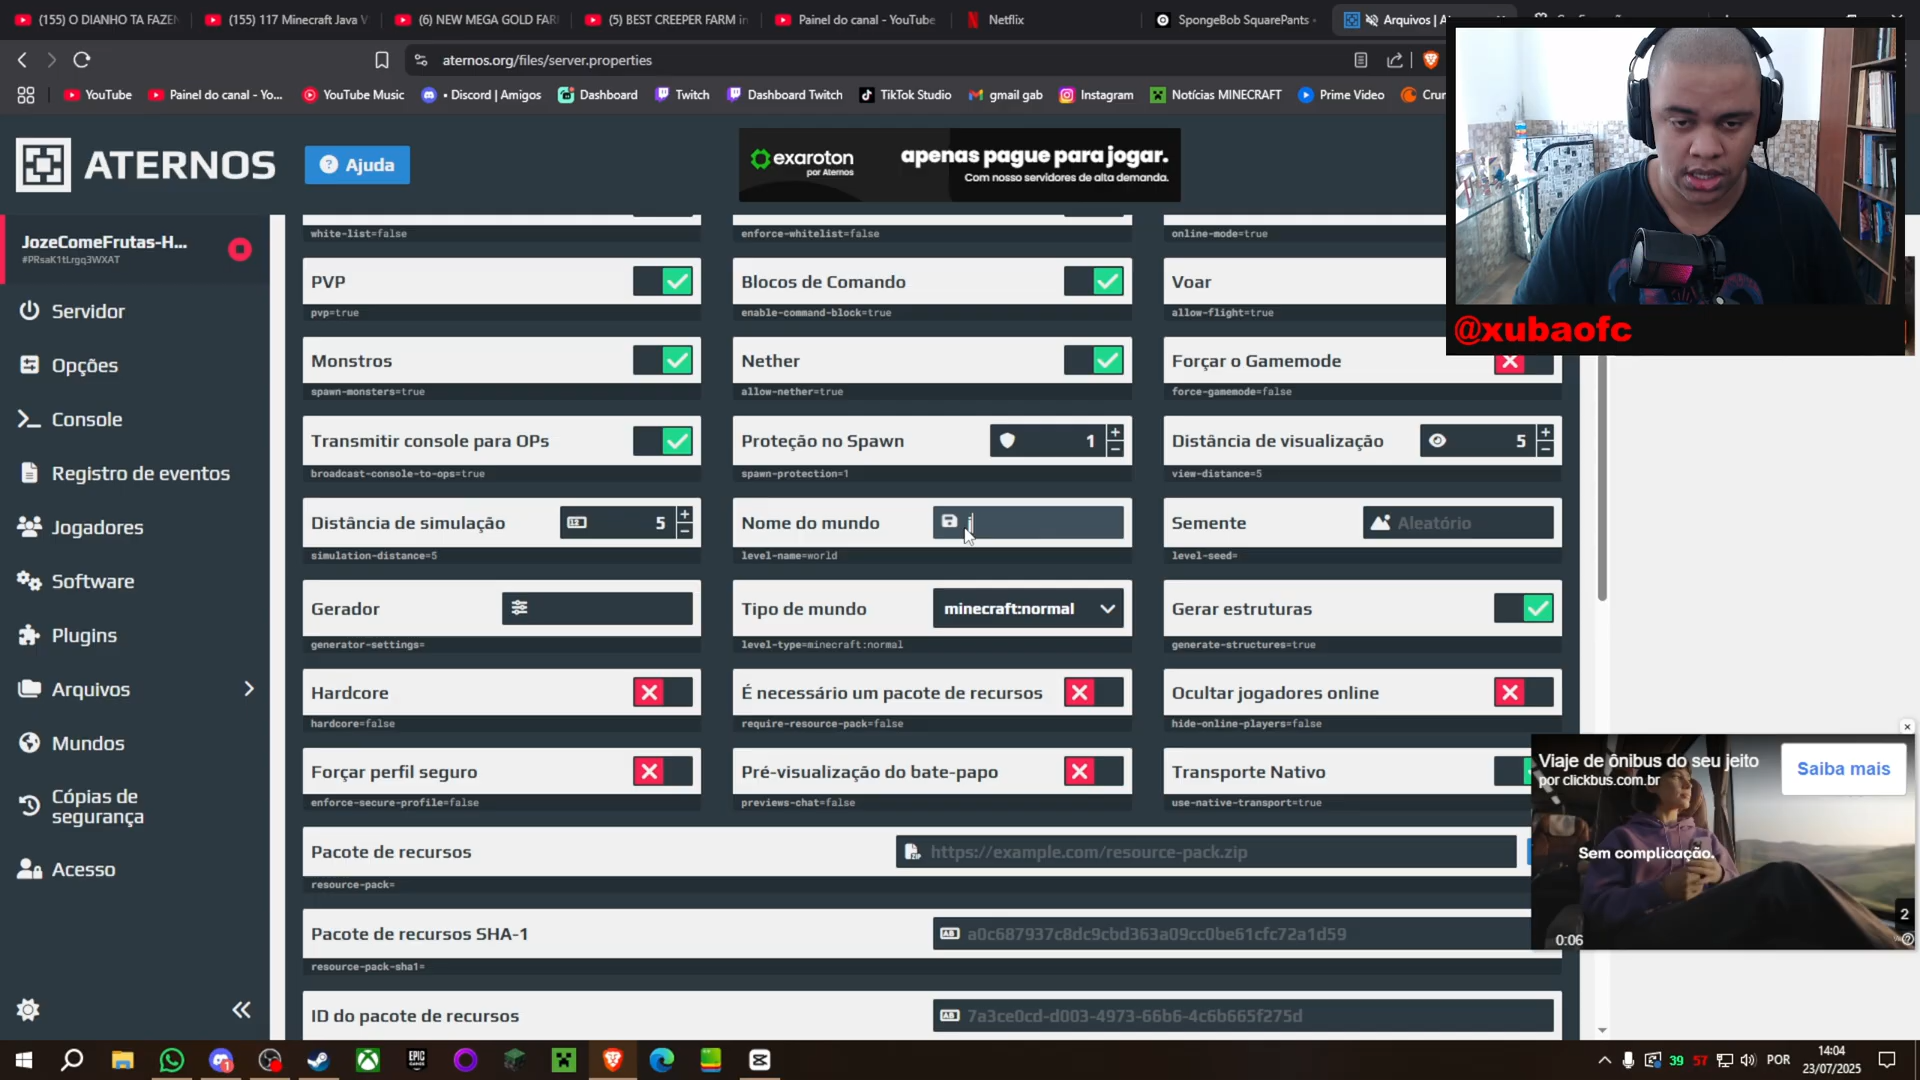 (155) O DIANHO TA FAZEN
(155) 117 Minecraft Java V
(6) NEW MEGA GOLD FAR
(5) BEST CREEPER FARM in
Painel do canal - YouTube
Netflix
SpongeBob SquarePants
Arquivos | A
aternos.org/files/server.properties
YouTube
Painel do canal - Yo...
YouTube Music
• Discord | Amigos
Dashboard
Twitch
Dashboard Twitch
TikTok Studio
gmail gab
Instagram
Notícias MINECRAFT
Prime Video
Crun
ATERNOS
Ajuda
exaroton
por Aternos
apenas pague para jogar.
Com nosso servidores de alta demanda.
@xubaofc
JozeComeFrutas-H...
#PRsaK1tLrgq3WXAT
Servidor
Opções
Console
Registro de eventos
Jogadores
Software
Plugins
Arquivos
Mundos
Cópias de
segurança
Acesso
white-list=false
enforce-whitelist=false
online-mode=true
PVP
pvp=true
Blocos de Comando
enable-command-block=true
Voar
allow-flight=true
Monstros
spawn-monsters=true
Nether
allow-nether=true
Forçar o Gamemode
force-gamemode=false
Transmitir console para OPs
broadcast-console-to-ops=true
Proteção no Spawn
1
spawn-protection=1
Distância de visualização
5
view-distance=5
Distância de simulação
5
simulation-distance=5
Nome do mundo
j
level-name=world
Semente
Aleatório
level-seed=
Gerador
generator-settings=
Tipo de mundo
minecraft:normal
level-type=minecraft:normal
Gerar estruturas
generate-structures=true
Hardcore
hardcore=false
É necessário um pacote de recursos
require-resource-pack=false
Ocultar jogadores online
hide-online-players=false
Forçar perfil seguro
enforce-secure-profile=false
Pré-visualização do bate-papo
previews-chat=false
Transporte Nativo
use-native-transport=true
Pacote de recursos
https://example.com/resource-pack.zip
resource-pack=
Pacote de recursos SHA-1
a0c687937c8dc9cbd363a09cc0be61cfc72a1d59
resource-pack-sha1=
ID do pacote de recursos
7a3ce0cd-d003-4973-66b6-4c6b665f275d
Viaje de ônibus do seu jeito
por clickbus.com.br
Saiba mais
Sem complicação.
2
0:06
39
57
POR
14:04
23/07/2025